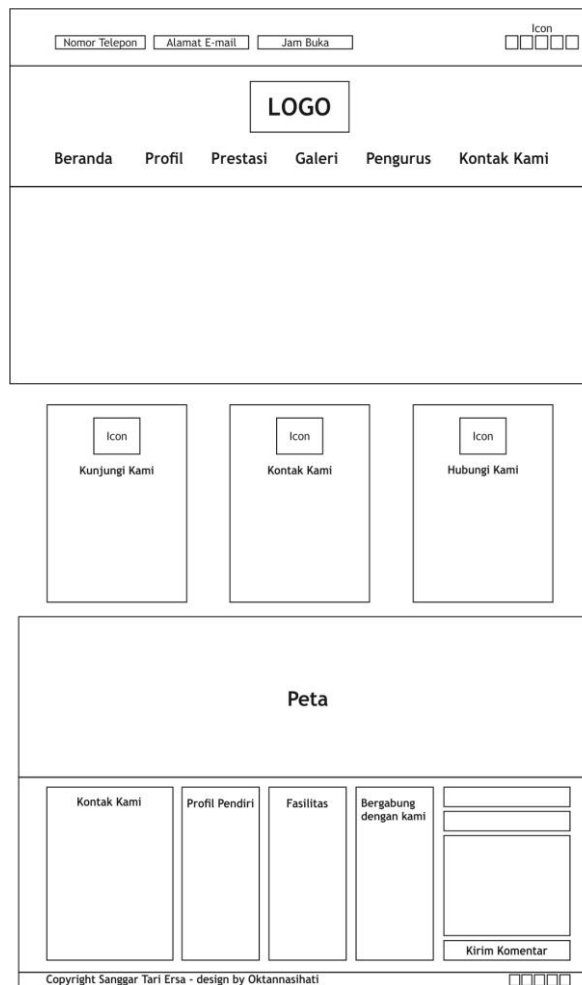 Icon
Nomor Telepon
Alamat E-mail
Jam Buka
LOGO
Beranda
Profil
Prestasi
Galeri
Pengurus
Kontak Kami
Icon
Kunjungi Kami
Icon
Kontak Kami
Icon
Hubungi Kami
Peta
Kontak Kami
Profil Pendiri
Fasilitas
Bergabung
dengan kami
Kirim Komentar
Copyright Sanggar Tari Ersa - design by Oktannasihati